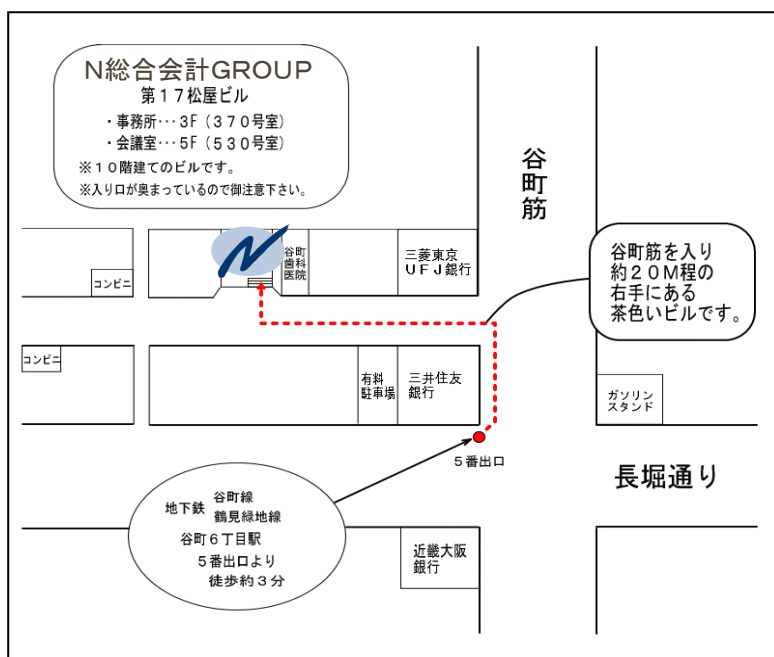 N総合会計GROUP
第17松屋ビル
・事務所･･･3F(370号室)
・会議室･･･5F(530号室)
※10階建てのビルです。
※入り口が奥まっているので御注意下さい。
谷町筋
谷町筋を入り
約20M程の
右手にある
茶色いビルです。
N
谷町
歯科
医院
三菱東京
UFJ銀行
コンビニ
コンビニ
有料
駐車場
三井住友
銀行
ガソリン
スタンド
5番出口
長堀通り
地下鉄 谷町線
鶴見緑地線
谷町6丁目駅
5番出口より
徒歩約3分
近畿大阪
銀行